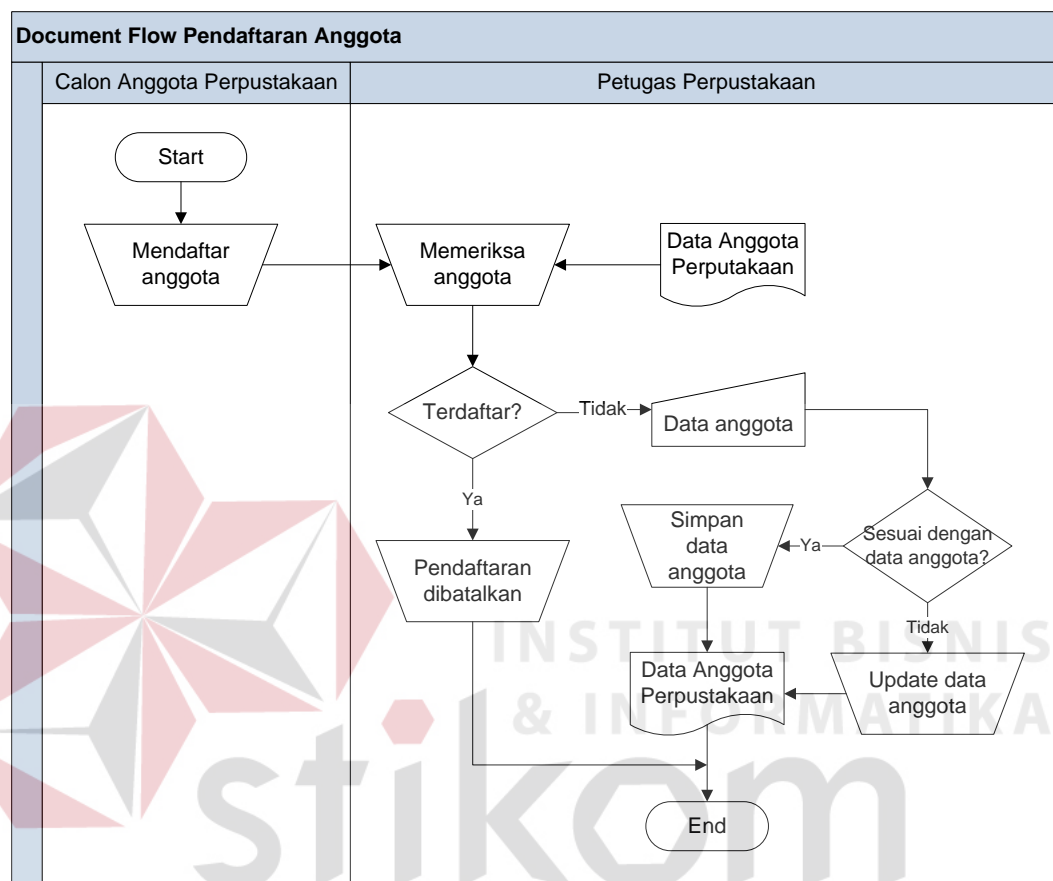 Document Flow Pendaftaran Anggota
Calon Anggota Perpustakaan
Petugas Perpustakaan
Start
Mendaftar
anggota
Memeriksa
anggota
Data Anggota
Perputakaan
Terdaftar?
Tidak
Data anggota
Ya
Simpan
data
anggota
Ya
Sesuai dengan
data anggota?
Pendaftaran
dibatalkan
Tidak
Data Anggota
Perpustakaan
Update data
anggota
End
INSTITUT BISNIS
& INFORMATIKA
stikom